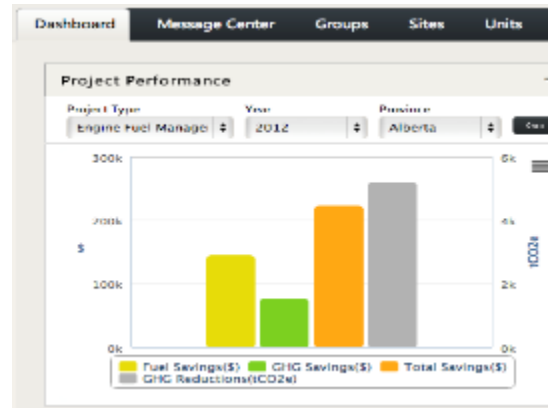 Dashboard Message Center Groups Sites Units
Project Performance
Project Type Year Province
Engine Fuel Manage 2012 Alberta
300k 6k
200k 4k
$ tCO2e
100k 2k
0k 0k
Fuel Savings($) GHG Savings($) Total Savings($)
GHG Reductions(tCO2e)